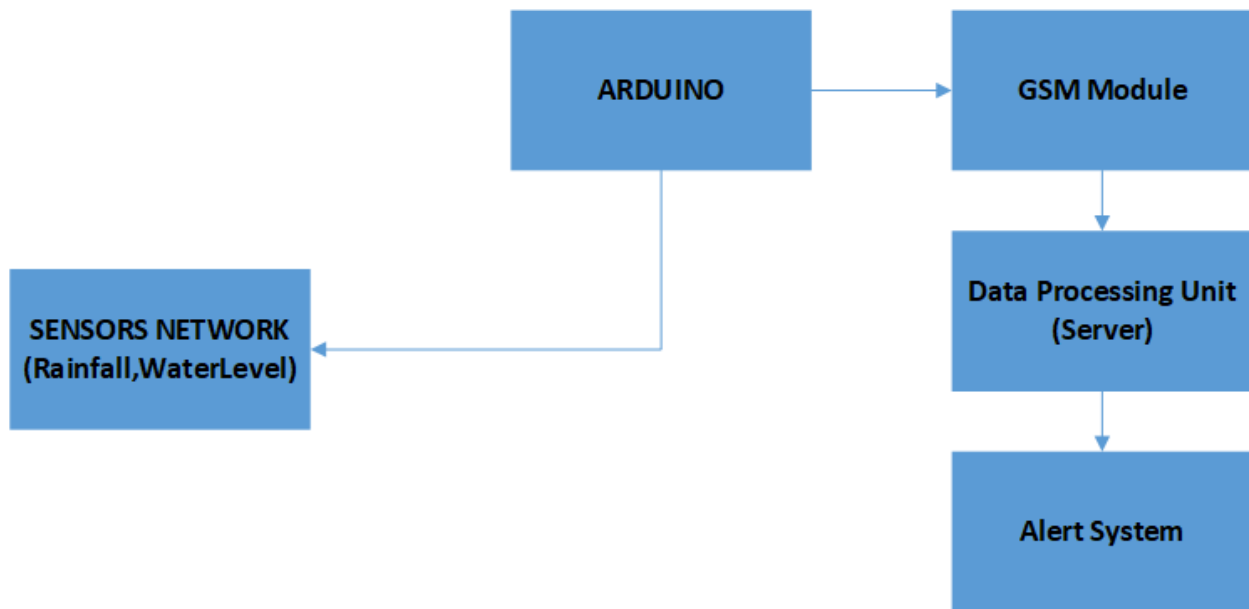 ARDUINO
GSM Module
SENSORS NETWORK
(Rainfall,WaterLevel)
Data Processing Unit
(Server)
Alert System